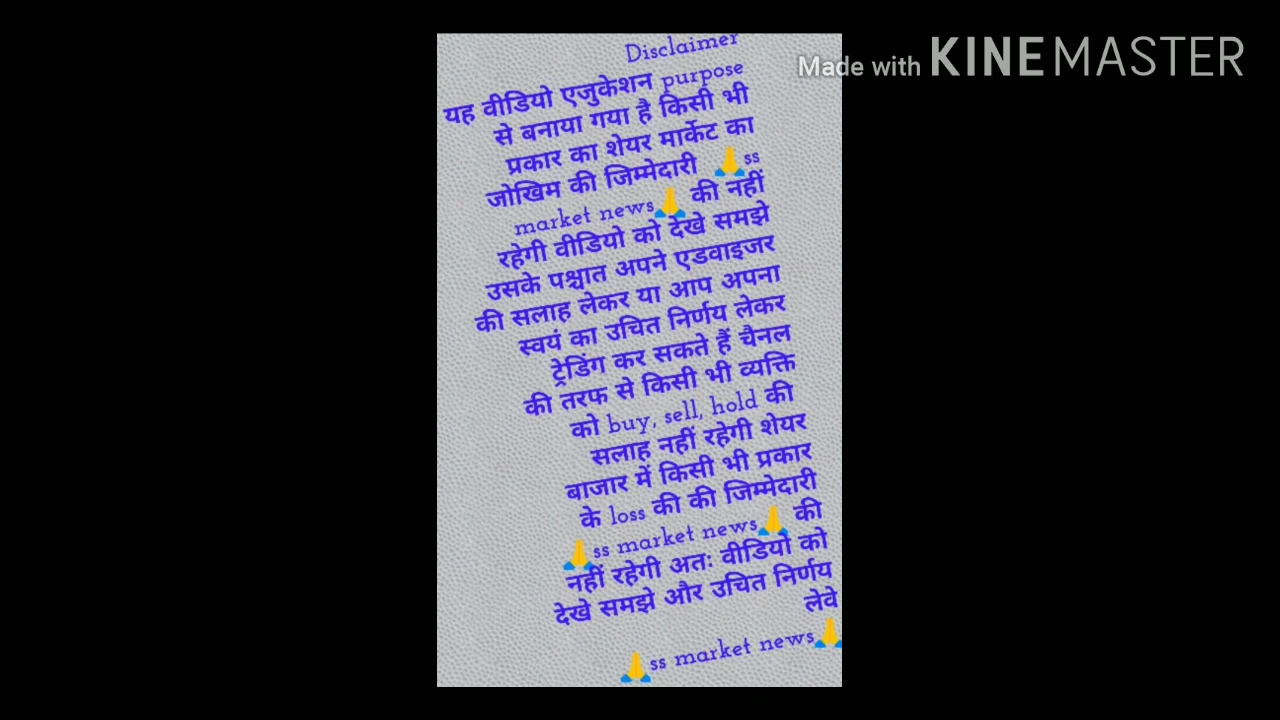 Disclaimer
Made with KINEMASTER
यह वीडियो एजुकेशन purpose
से बनाया गया है किसी भी
प्रकार का शेयर मार्केट का
जोखिम की जिम्मेदारी 🙏ss
market news🙏 की नहीं
रहेगी वीडियो को देखे समझे
उसके पश्चात अपने एडवाइजर
की सलाह लेकर या आप अपना
स्वयं का उचित निर्णय लेकर
ट्रेडिंग कर सकते हैं चैनल
की तरफ से किसी भी व्यक्ति
को buy, sell, hold की
सलाह नहीं रहेगी शेयर
बाजार में किसी भी प्रकार
के loss की की जिम्मेदारी
🙏ss market news🙏 की
नहीं रहेगी अतः वीडियो को
देखे समझे और उचित निर्णय
लेवे
🙏ss market news🙏